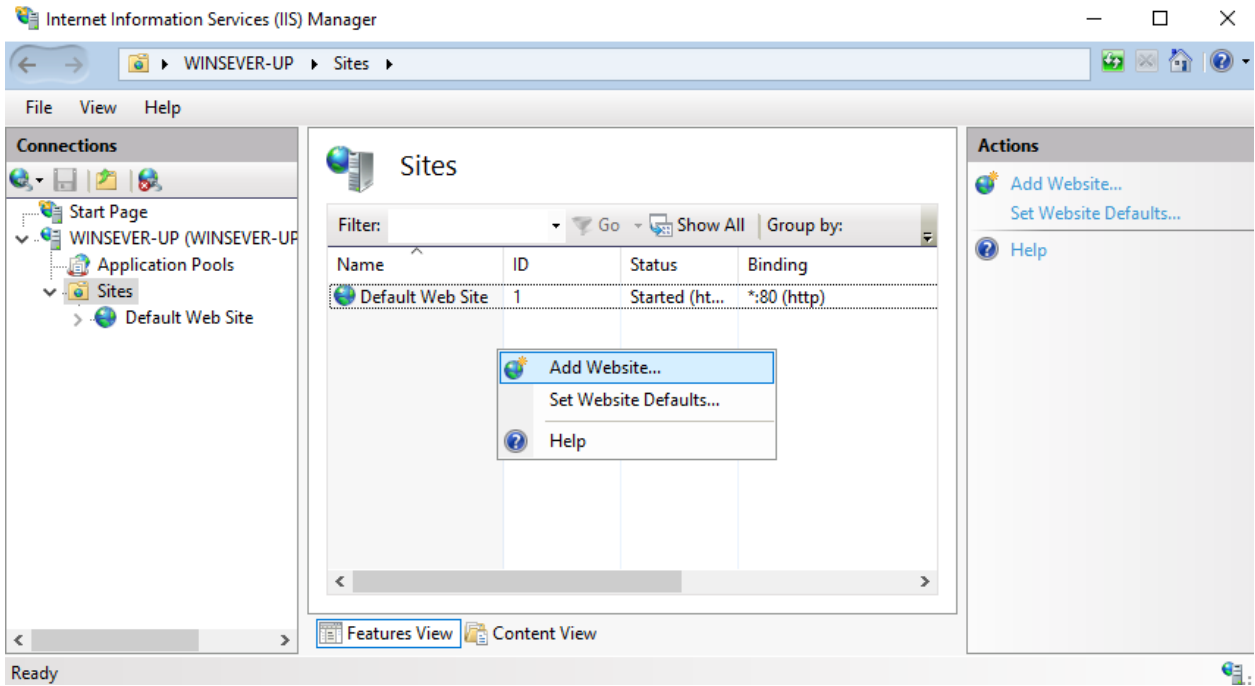 Internet Information Services (IIS) Manager
WINSEVER-UP Sites
File View Help
Connections
Start Page
WINSEVER-UP (WINSEVER-UP
Application Pools
Sites
Default Web Site
Sites
Filter: Go Show All Group by:
Name ID Status Binding
Default Web Site 1 Started (ht... *:80 (http)
Add Website...
Set Website Defaults...
Help
Features View Content View
Actions
Add Website...
Set Website Defaults...
Help
Ready